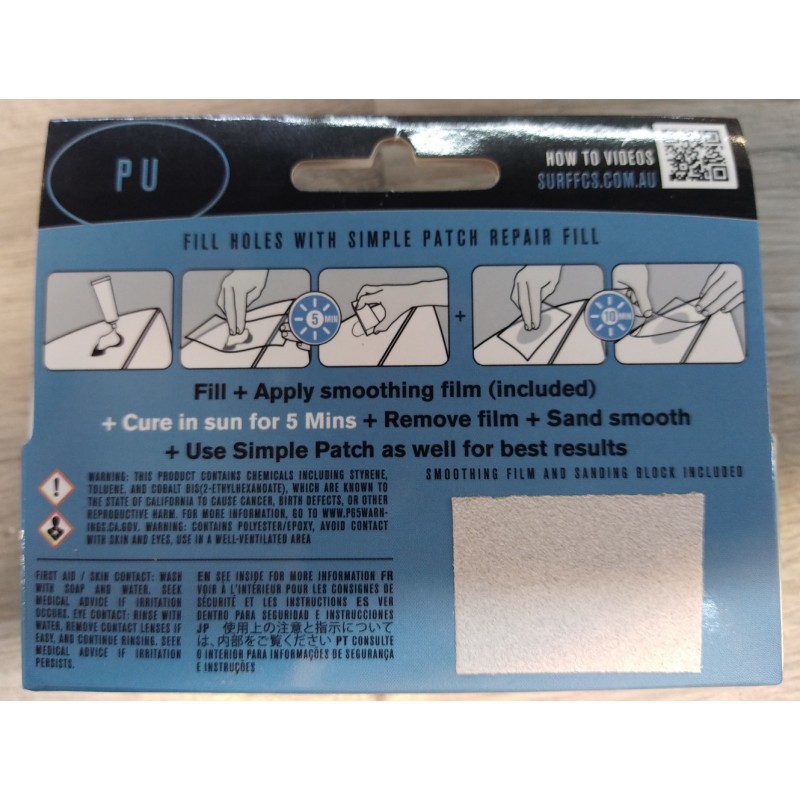 PU
HOW TO VIDEOS
SURFFCS.COM.AU
FILL HOLES WITH SIMPLE PATCH REPAIR FILL
5 MIN
+
10 MIN
Fill + Apply smoothing film (included)
+ Cure in sun for 5 Mins + Remove film + Sand smooth
+ Use Simple Patch as well for best results
WARNING: THIS PRODUCT CONTAINS CHEMICALS INCLUDING STYRENE,
TOLUENE, AND COBALT BIS(2-ETHYLHEXANOATE), WHICH ARE KNOWN TO
THE STATE OF CALIFORNIA TO CAUSE CANCER, BIRTH DEFECTS, OR OTHER
REPRODUCTIVE HARM. FOR MORE INFORMATION, GO TO WWW.P65WARN-
INGS.CA.GOV. WARNING: CONTAINS POLYESTER/EPOXY, AVOID CONTACT
WITH SKIN AND EYES, USE IN A WELL-VENTILATED AREA
SMOOTHING FILM AND SANDING BLOCK INCLUDED
FIRST AID / SKIN CONTACT: WASH
WITH SOAP AND WATER. SEEK
MEDICAL ADVICE IF IRRITATION
OCCURS. EYE CONTACT: RINSE WITH
WATER, REMOVE CONTACT LENSES IF
EASY, AND CONTINUE RINSING. SEEK
MEDICAL ADVICE IF IRRITATION
PERSISTS.
EN SEE INSIDE FOR MORE INFORMATION FR
VOIR À L'INTÉRIEUR POUR LES CONSIGNES DE
SÉCURITÉ ET LES INSTRUCTIONS ES VER
DENTRO PARA SEGURIDAD E INSTRUCCIONES
JP 使用上の注意と指示について
は、内部をご覧ください PT CONSULTE
O INTERIOR PARA INFORMAÇÕES DE SEGURANÇA
E INSTRUÇÕES